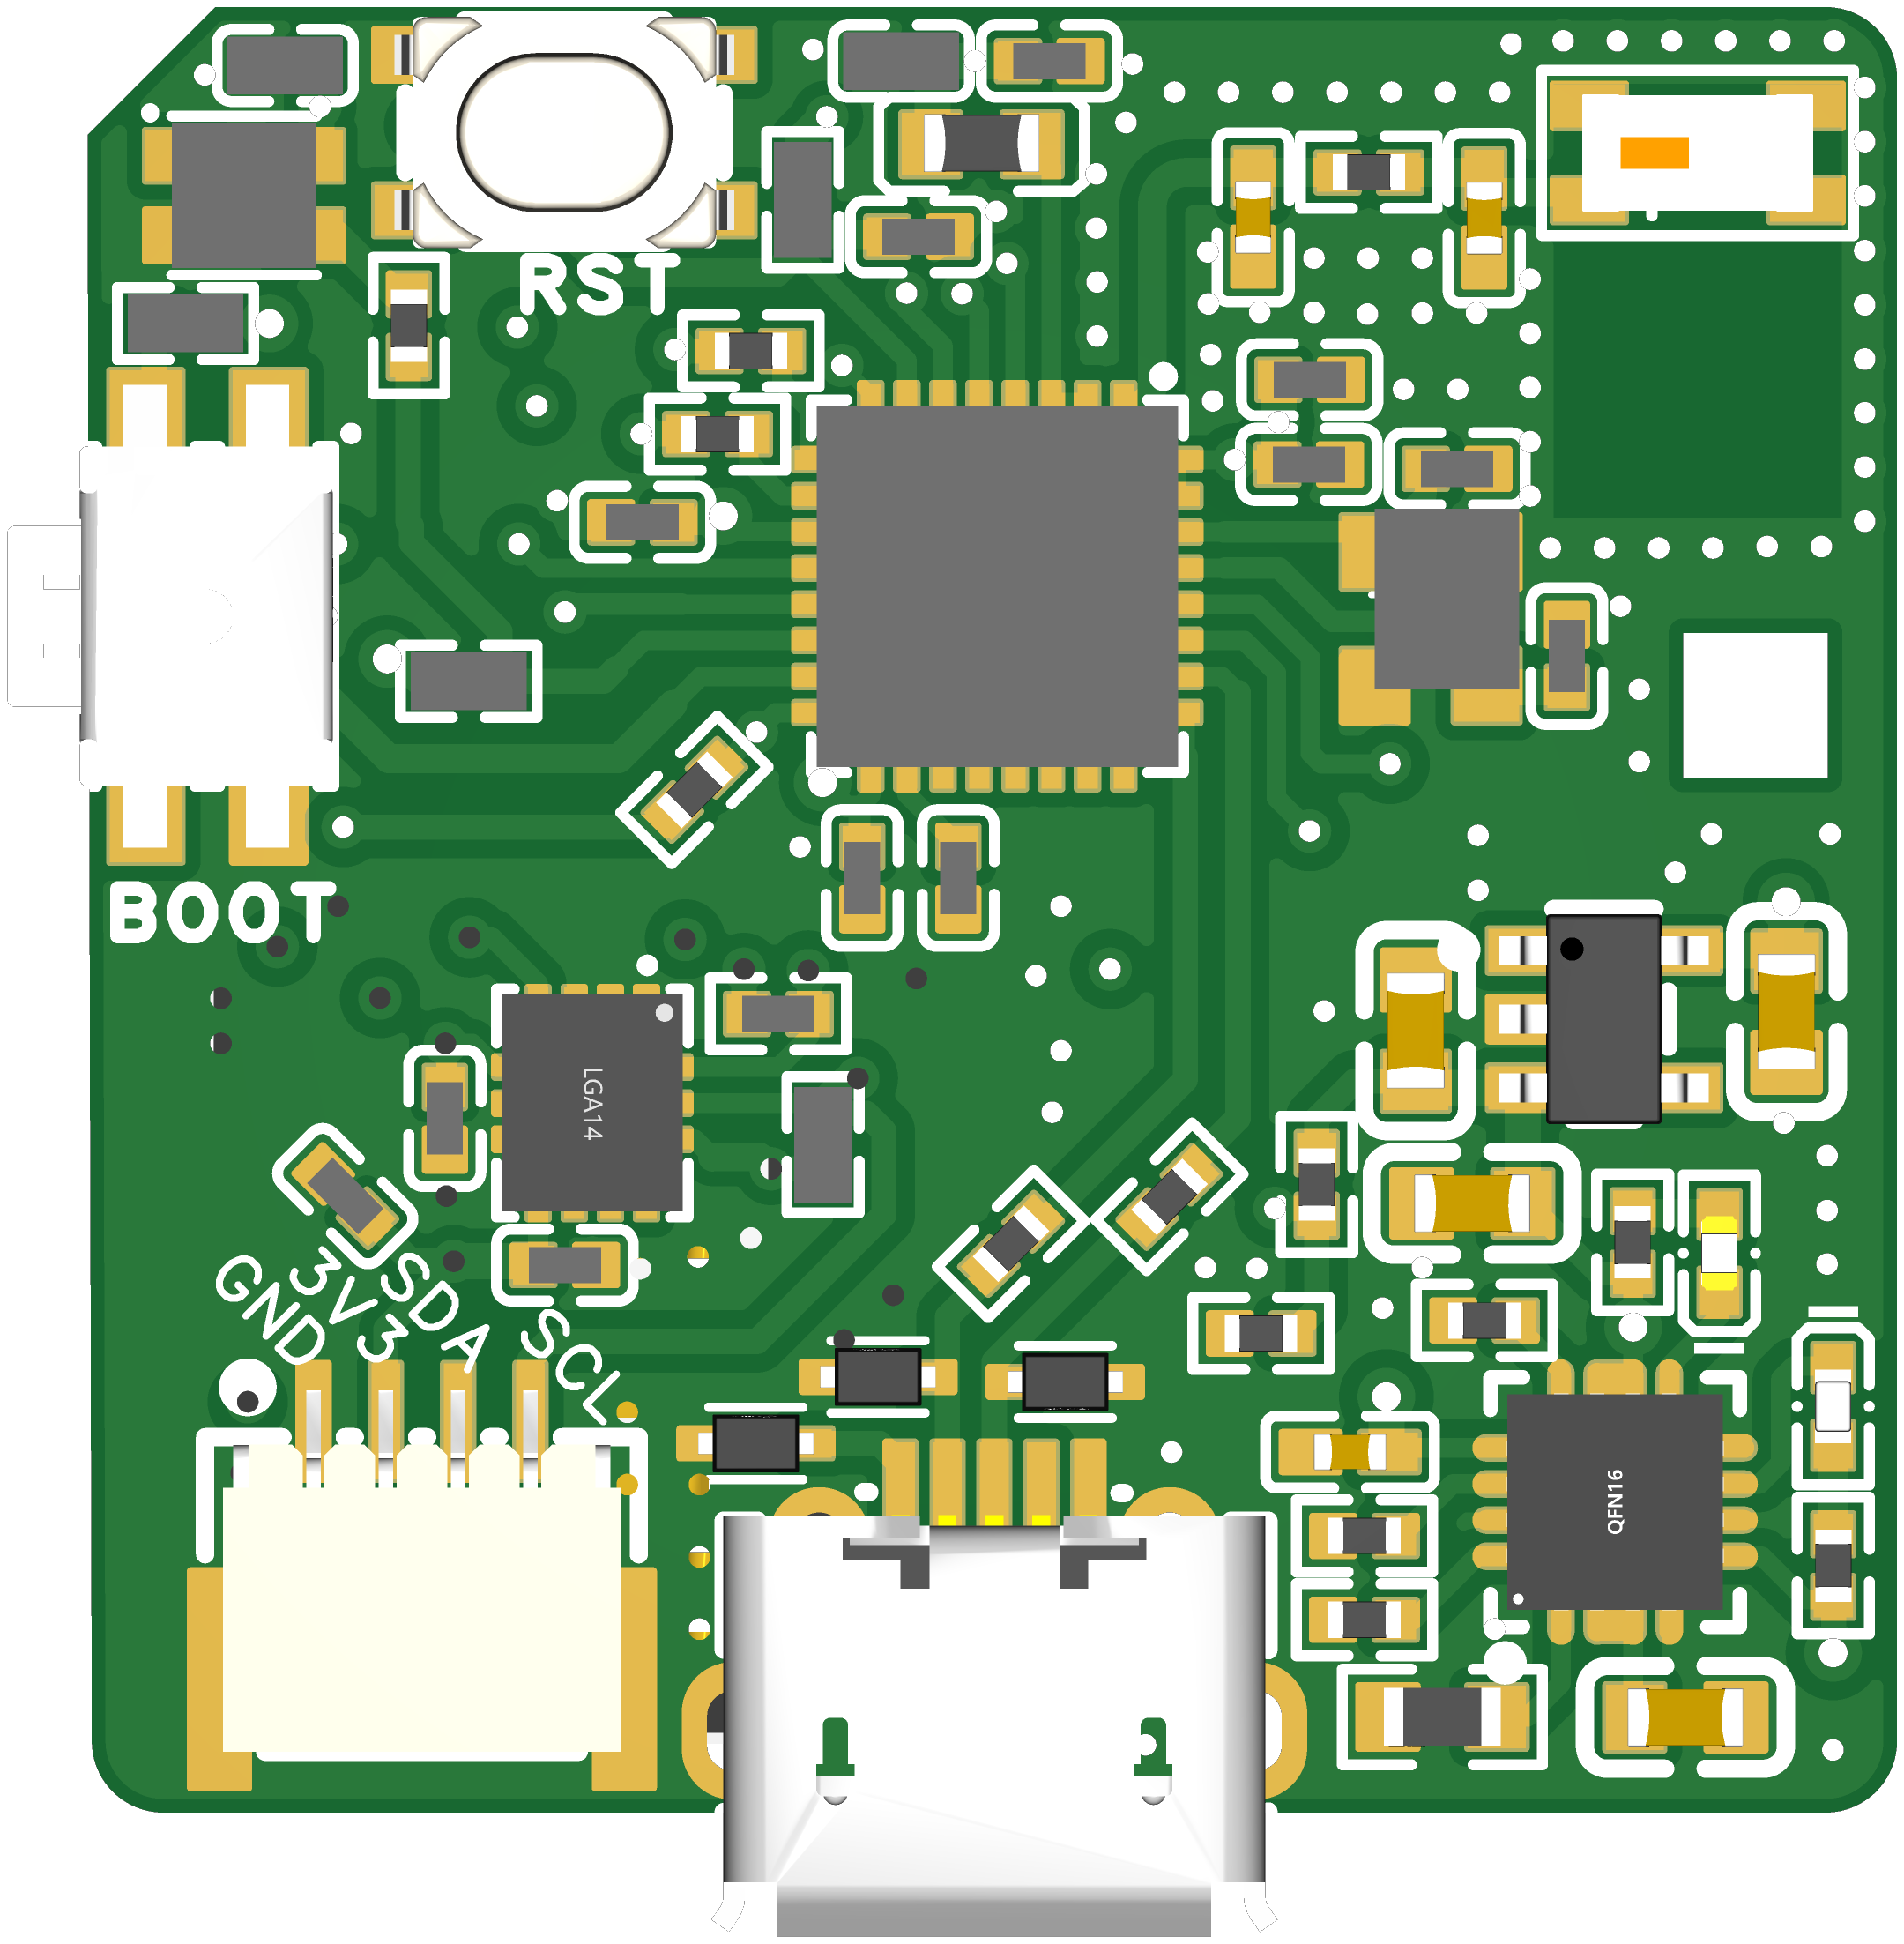 RST
BOOT
LGA14
GND
3V3
SDA
SCL
QFN16